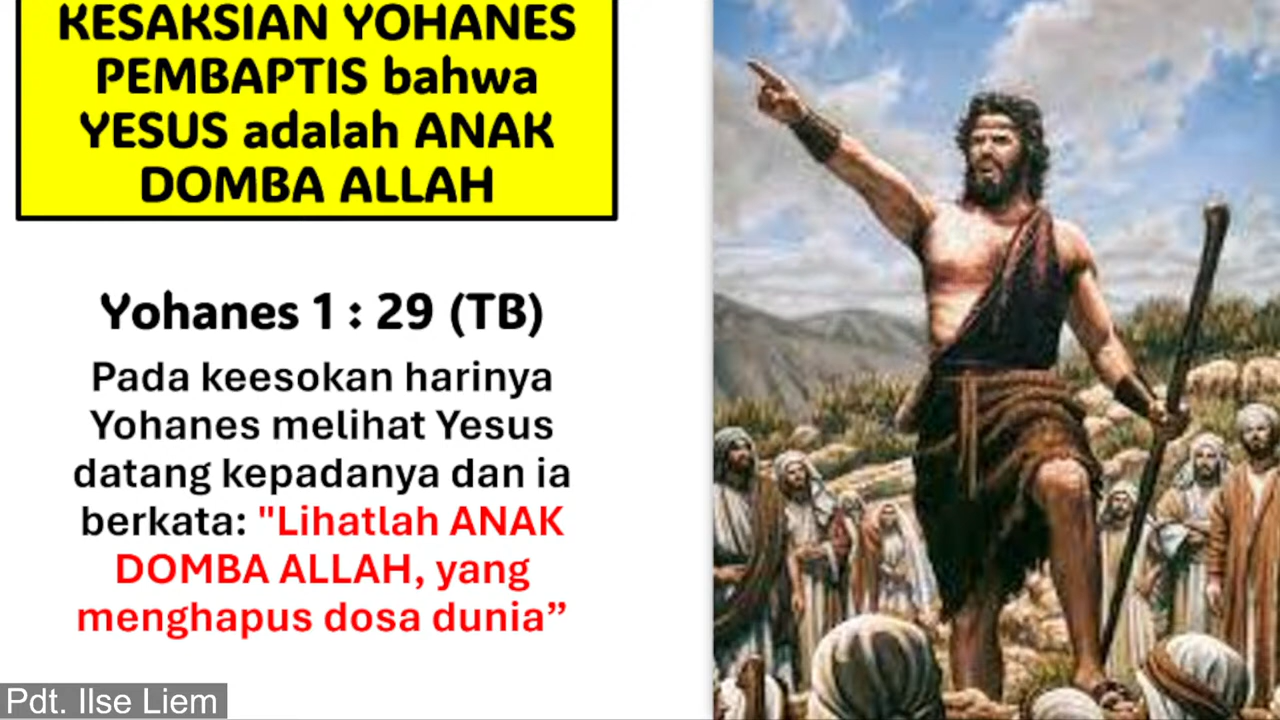 KESAKSIAN YOHANES
PEMBAPTIS bahwa
YESUS adalah ANAK
DOMBA ALLAH
Yohanes 1 : 29 (TB)
Pada keesokan harinya
Yohanes melihat Yesus
datang kepadanya dan ia
berkata: "Lihatlah ANAK
DOMBA ALLAH, yang
menghapus dosa dunia”
Pdt. Ilse Liem